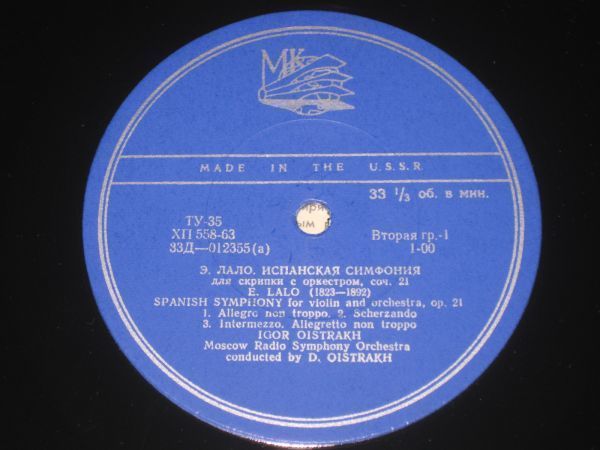 МК
MADE IN THE U.S.S.R.
33 1/3 об. в мин.
ТУ-35
ХП 558-63
33Д—012355(а)
Вторая гр.-1
1-00
Э. ЛАЛО. ИСПАНСКАЯ СИМФОНИЯ
для скрипки с оркестром, соч. 21
E. LALO (1823—1892)
SPANISH SYMPHONY for violin and orchestra, op. 21
1. Allegro non troppo. 2. Scherzando
3. Intermezzo. Allegretto non troppo
IGOR OISTRAKH
Moscow Radio Symphony Orchestra
conducted by D. OISTRAKH